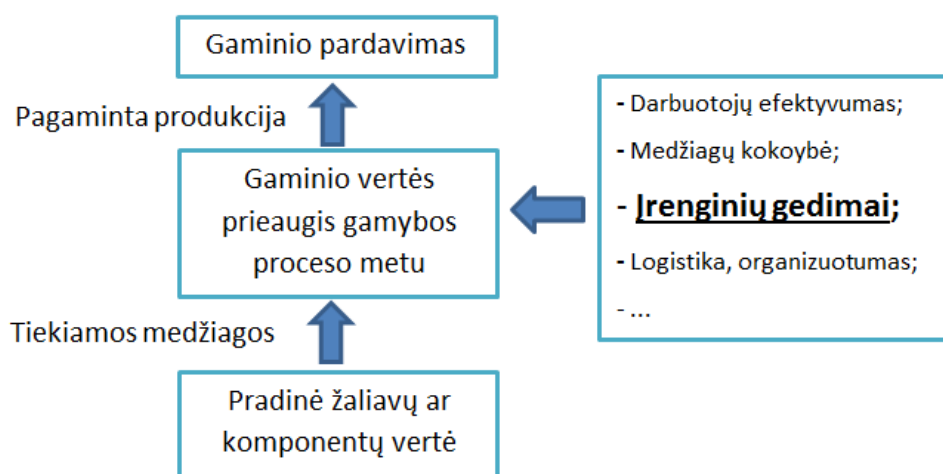 Gaminio pardavimas
Pagaminta produkcija
Gaminio vertės
prieaugis gamybos
proceso metu
- Darbuotojų efektyvumas;
- Medžiagų kokoybė;
- Įrenginių gedimai;
- Logistika, organizuotumas;
- ...
Tiekiamos medžiagos
Pradinė žaliavų ar
komponentų vertė